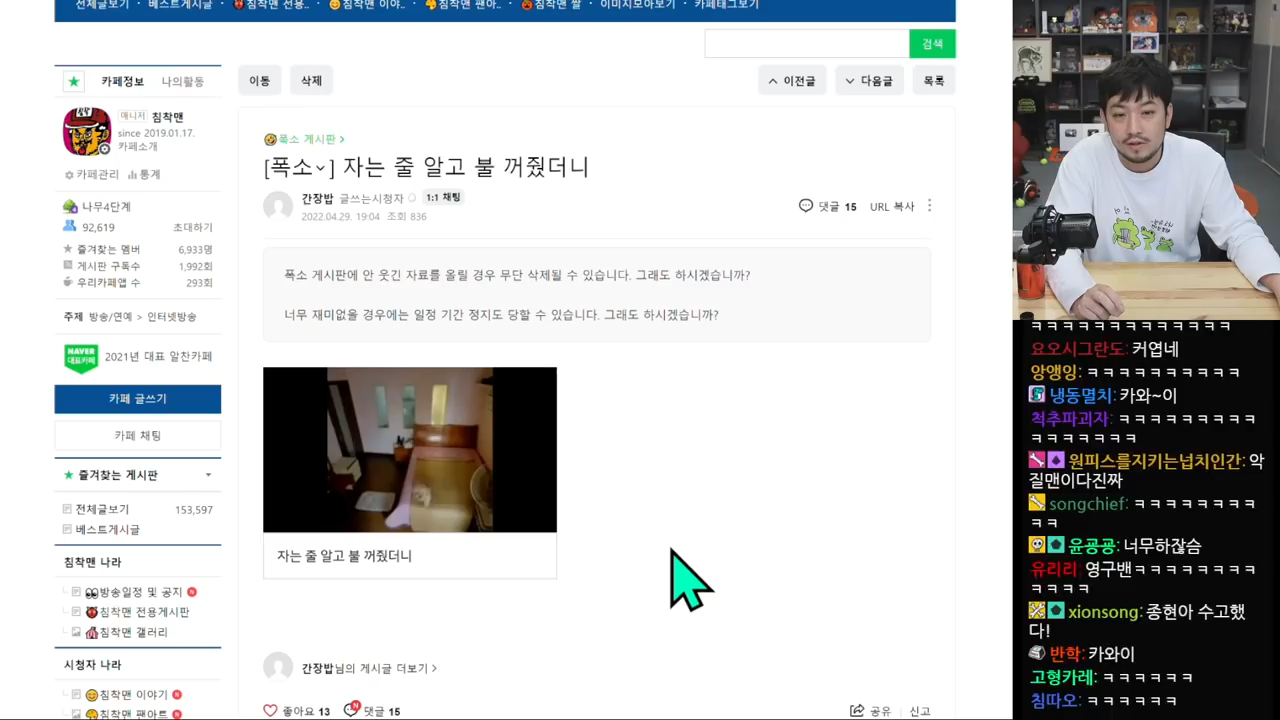 전체글보기 · 베스트게시글 · 침착맨 전용.. · 침착맨 이야.. · 침착맨 팬아.. · 침착맨 짤 · 이미지모아보기 · 카페태그보기
검색
카페정보 나의활동
이동 삭제
이전글 다음글 목록
매니저 침착맨
since 2019.01.17.
카페소개
카페관리 통계
나무4단계
92,619 초대하기
즐겨찾는 멤버 6,933명
게시판 구독수 1,992회
우리카페앱 수 293회
주제 방송/연예 > 인터넷방송
NAVER
대표카페
2021년 대표 알찬카페
카페 글쓰기
카페 채팅
즐겨찾는 게시판
전체글보기 153,597
베스트게시글
침착맨 나라
방송일정 및 공지 N
침착맨 전용게시판
침착맨 갤러리
시청자 나라
침착맨 이야기 N
침착맨 팬아트 N
폭소 게시판 >
[폭소⌄] 자는 줄 알고 불 꺼줬더니
간장밥 글쓰는시청자 1:1 채팅
2022.04.29. 19:04 조회 836
댓글 15 URL 복사
폭소 게시판에 안 웃긴 자료를 올릴 경우 무단 삭제될 수 있습니다. 그래도 하시겠습니까?
너무 재미없을 경우에는 일정 기간 정지도 당할 수 있습니다. 그래도 하시겠습니까?
자는 줄 알고 불 꺼줬더니
간장밥님의 게시글 더보기 >
좋아요 13 N 댓글 15
공유 신고
ㅋㅋㅋㅋㅋㅋㅋㅋㅋㅋㅋㅋㅋ
요오시그란도: 커엽네
앙앵잉: ㅋㅋㅋㅋㅋㅋㅋㅋㅋㅋ
냉동멸치: 카와~이
척추파괴자: ㅋㅋㅋㅋㅋㅋㅋㅋㅋ
ㅋㅋㅋㅋㅋㅋㅋ
원피스를지키는넙치인간: 악
질맨이다진짜
songchief: ㅋㅋㅋㅋㅋㅋㅋㅋ
ㅋㅋ
윤굥굥: 너무하잖슴
유리리: 영구밴ㅋㅋㅋㅋㅋㅋㅋㅋ
ㅋㅋㅋㅋ
xionsong: 종현아 수고했
다!
반학: 카와이
고형카레: ㅋㅋㅋㅋㅋㅋ
침따오: ㅋㅋㅋㅋㅋㅋ